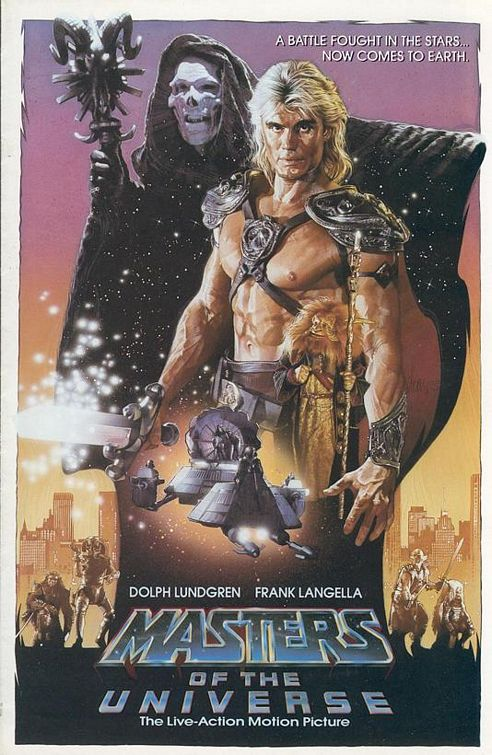 A BATTLE FOUGHT IN THE STARS...
NOW COMES TO EARTH.
DOLPH LUNDGREN FRANK LANGELLA
MASTERS
OF THE
UNIVERSE
The Live-Action Motion Picture